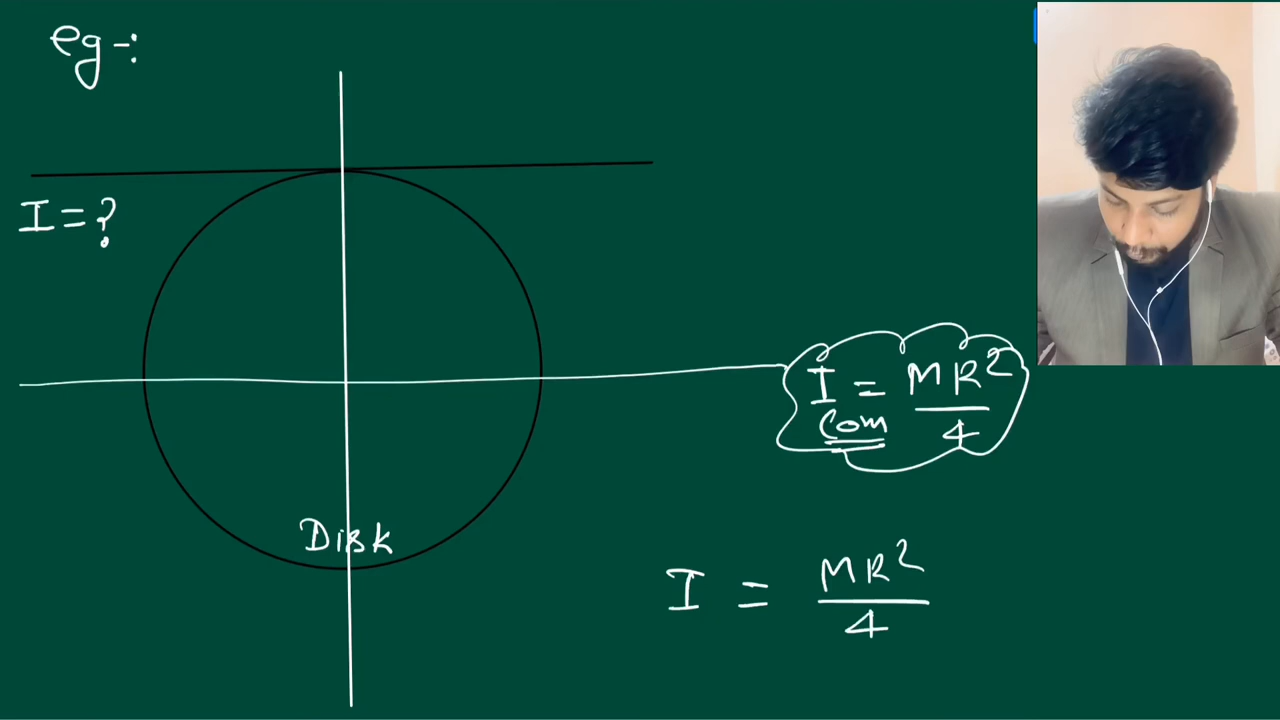 eg -:
I = ?
I = MR²/4
com
Disk
I = MR²/4